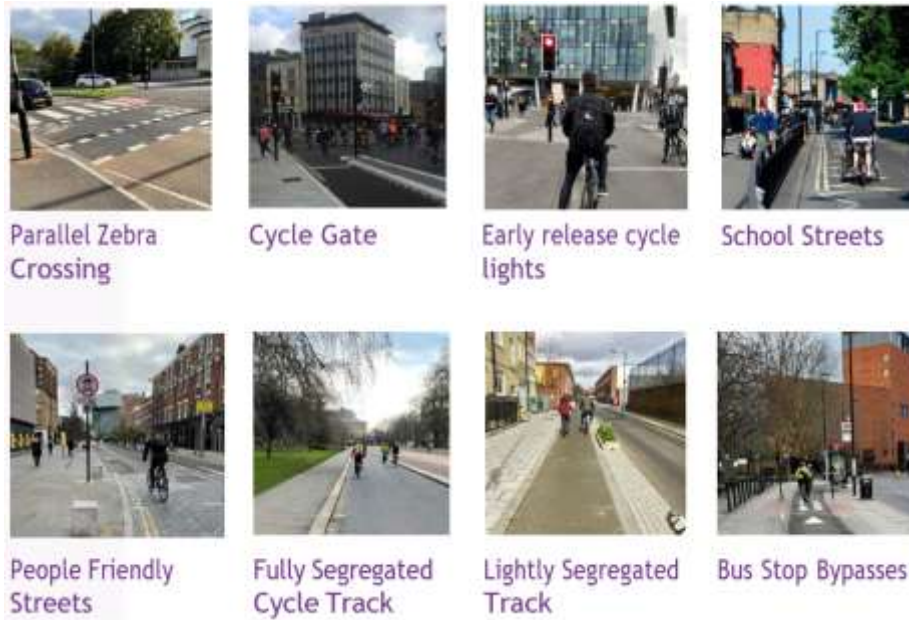 Parallel Zebra
Crossing
Cycle Gate
Early release cycle
lights
School Streets
People Friendly
Streets
Fully Segregated
Cycle Track
Lightly Segregated
Track
Bus Stop Bypasses